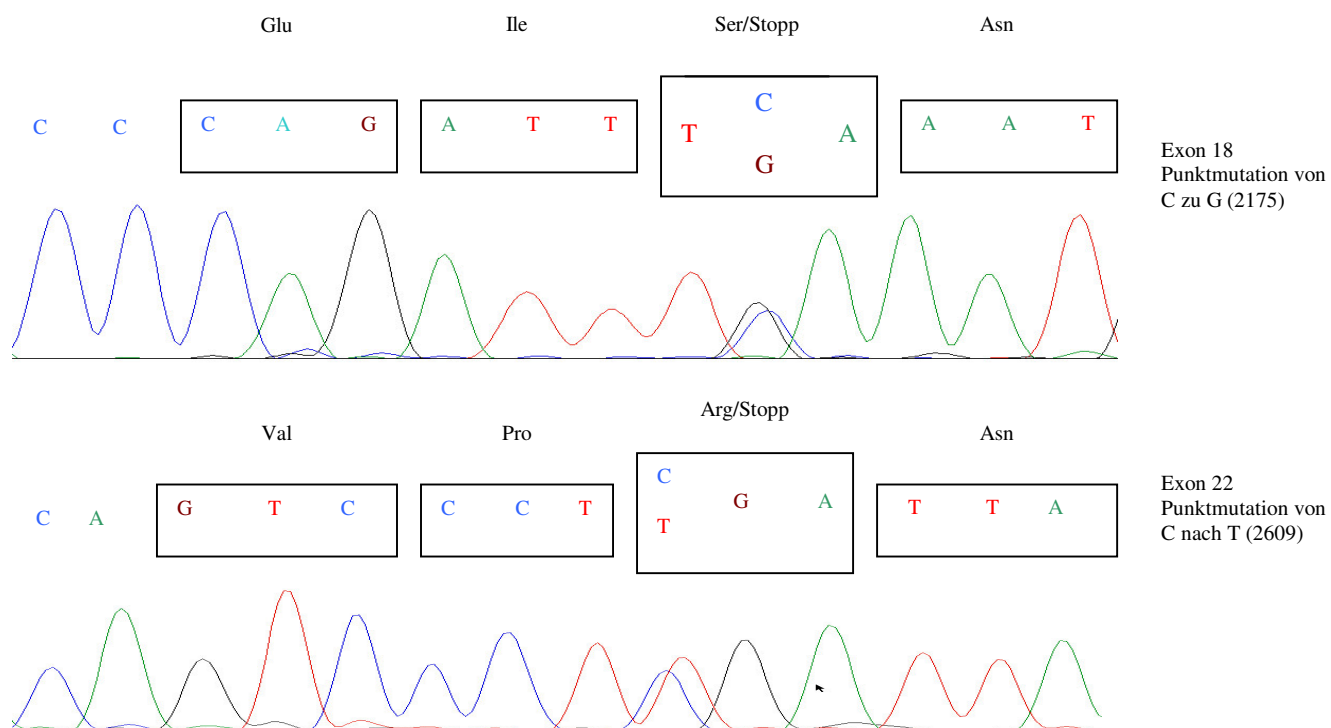 Glu Ile Ser/Stopp Asn
C
C C C A G A T T T A A A T
G
Exon 18
Punktmutation von
C zu G (2175)
Arg/Stopp
Val Pro Asn
C
C A G T C C C T G A T T A
T
Exon 22
Punktmutation von
C nach T (2609)